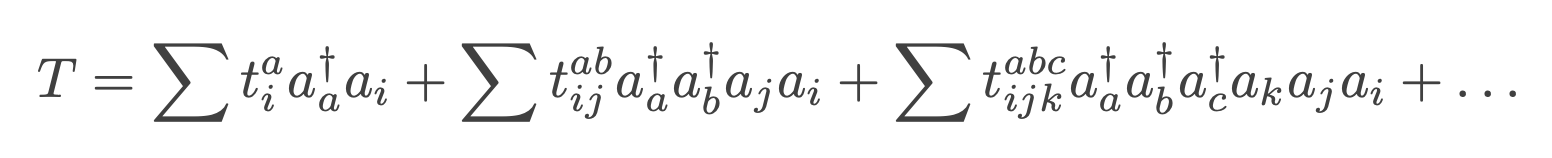 T = ∑ t_i^a a_a^† a_i + ∑ t_{ij}^{ab} a_a^† a_b^† a_j a_i + ∑ t_{ijk}^{abc} a_a^† a_b^† a_c^† a_k a_j a_i + …